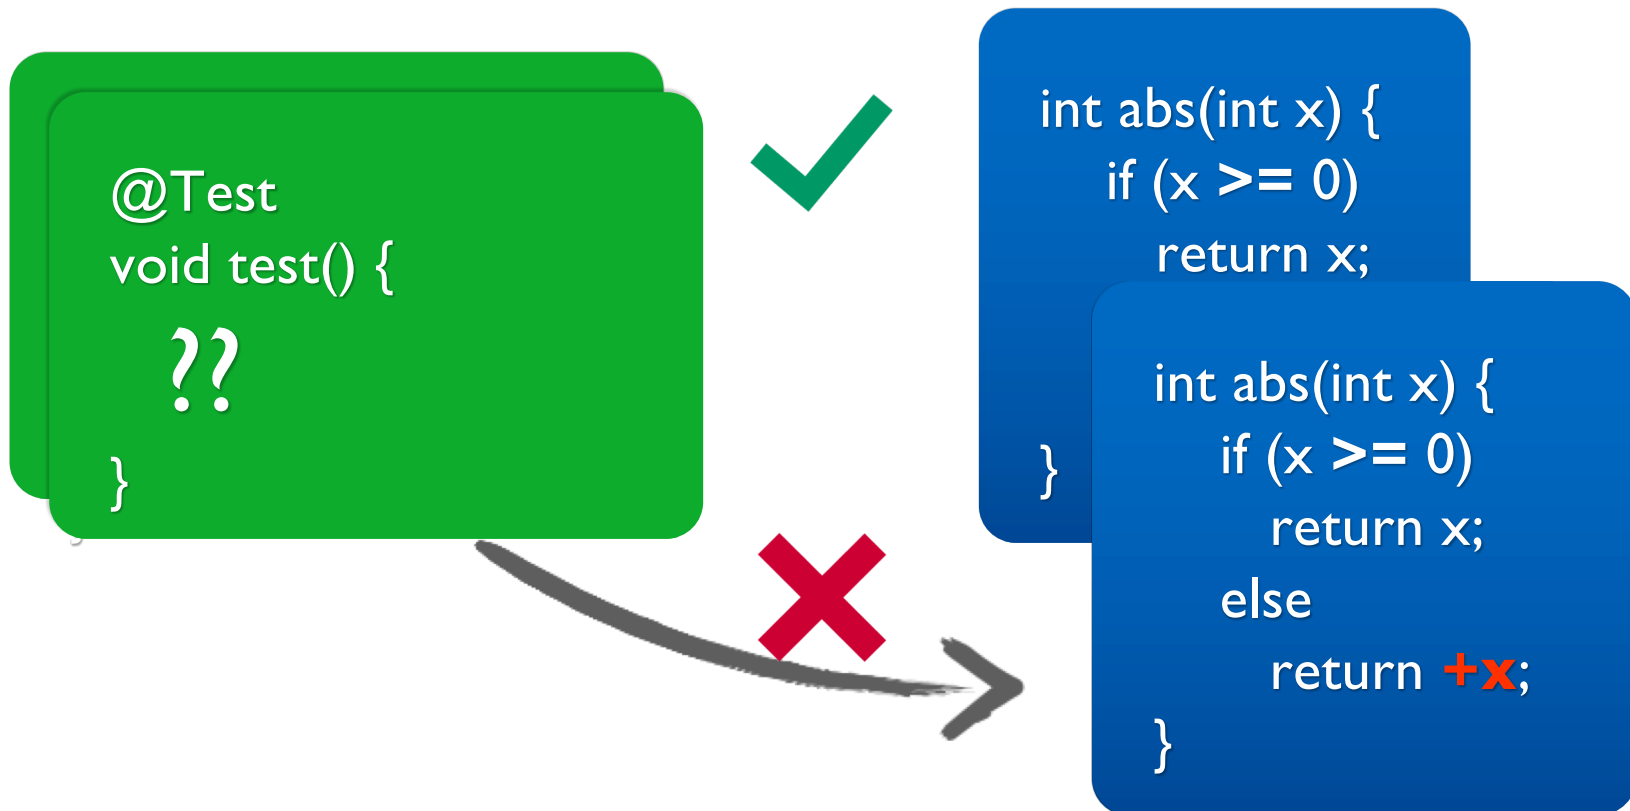 @Test
void test() {
??
}
int abs(int x) {
if (x >= 0)
return x;
}
int abs(int x) {
if (x >= 0)
return x;
else
return +x;
}